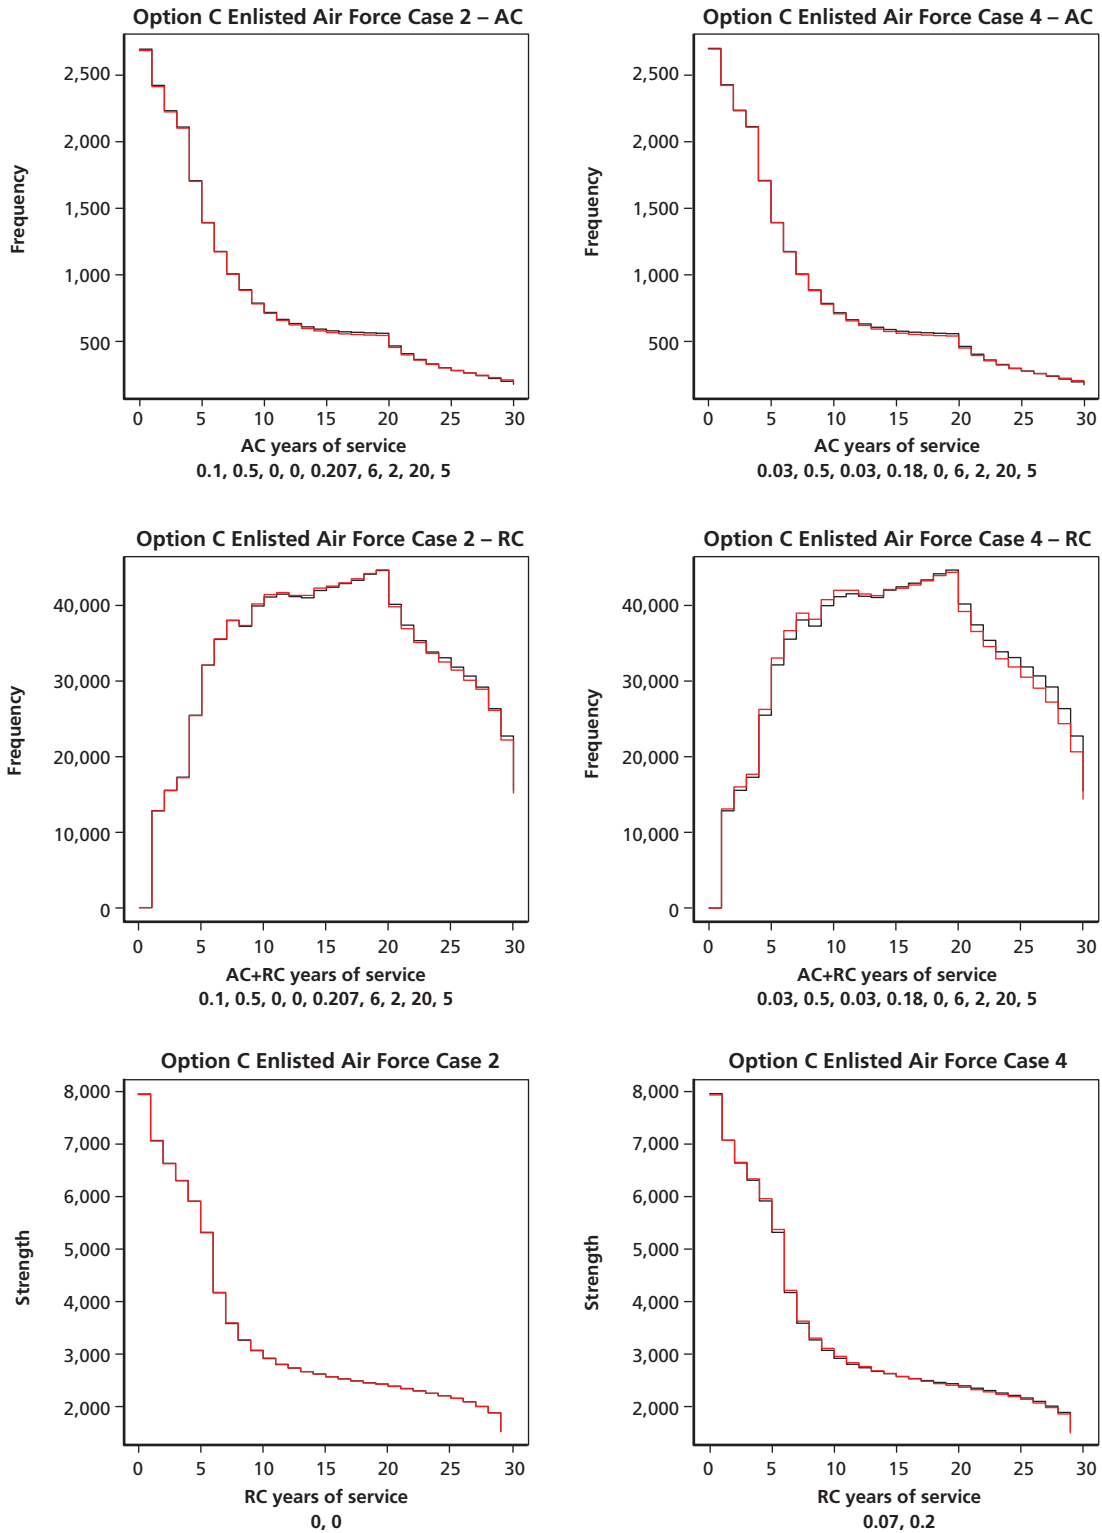 Option C Enlisted Air Force Case 2 – AC
Frequency
2,500
2,000
1,500
1,000
500
0 5 10 15 20 25 30
AC years of service
0.1, 0.5, 0, 0, 0.207, 6, 2, 20, 5
Option C Enlisted Air Force Case 4 – AC
Frequency
2,500
2,000
1,500
1,000
500
0 5 10 15 20 25 30
AC years of service
0.03, 0.5, 0.03, 0.18, 0, 6, 2, 20, 5
Option C Enlisted Air Force Case 2 – RC
Frequency
40,000
30,000
20,000
10,000
0
0 5 10 15 20 25 30
AC+RC years of service
0.1, 0.5, 0, 0, 0.207, 6, 2, 20, 5
Option C Enlisted Air Force Case 4 – RC
Frequency
40,000
30,000
20,000
10,000
0
0 5 10 15 20 25 30
AC+RC years of service
0.03, 0.5, 0.03, 0.18, 0, 6, 2, 20, 5
Option C Enlisted Air Force Case 2
Strength
8,000
7,000
6,000
5,000
4,000
3,000
2,000
0 5 10 15 20 25 30
RC years of service
0, 0
Option C Enlisted Air Force Case 4
Strength
8,000
7,000
6,000
5,000
4,000
3,000
2,000
0 5 10 15 20 25 30
RC years of service
0.07, 0.2